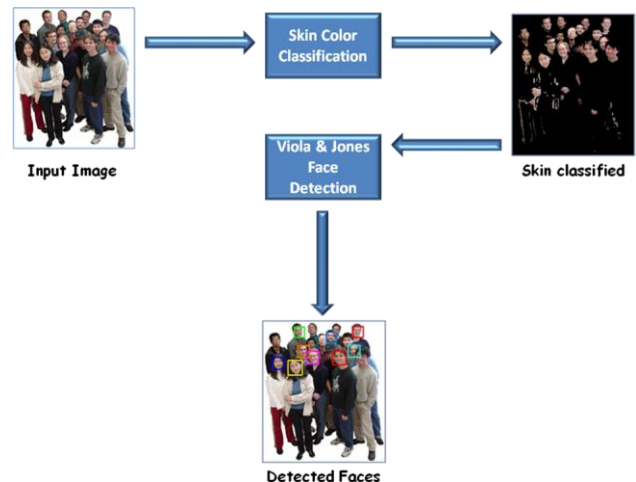 Skin Color
Classification
Input Image
Skin classified
Viola & Jones
Face
Detection
Detected Faces